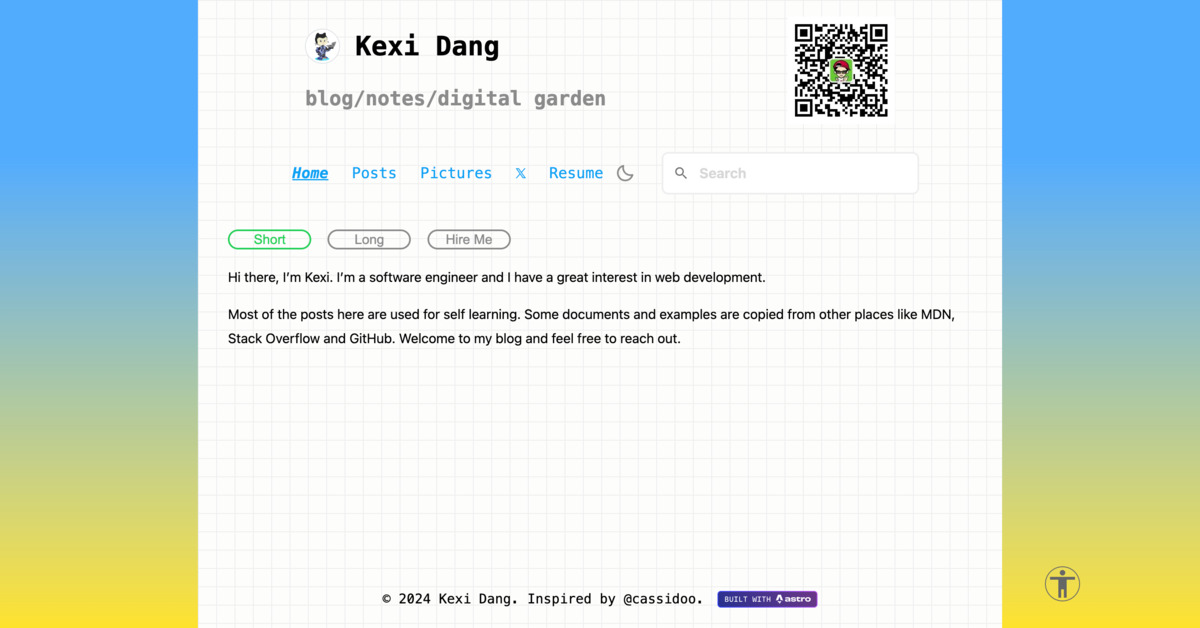 Kexi Dang
blog/notes/digital garden
Home Posts Pictures 𝕏 Resume Search
Short Long Hire Me
Hi there, I’m Kexi. I’m a software engineer and I have a great interest in web development.
Most of the posts here are used for self learning. Some documents and examples are copied from other places like MDN,
Stack Overflow and GitHub. Welcome to my blog and feel free to reach out.
© 2024 Kexi Dang. Inspired by @cassidoo. BUILT WITH astro